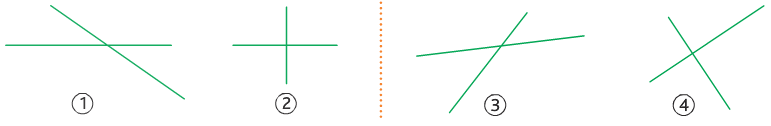 ① ② ③ ④